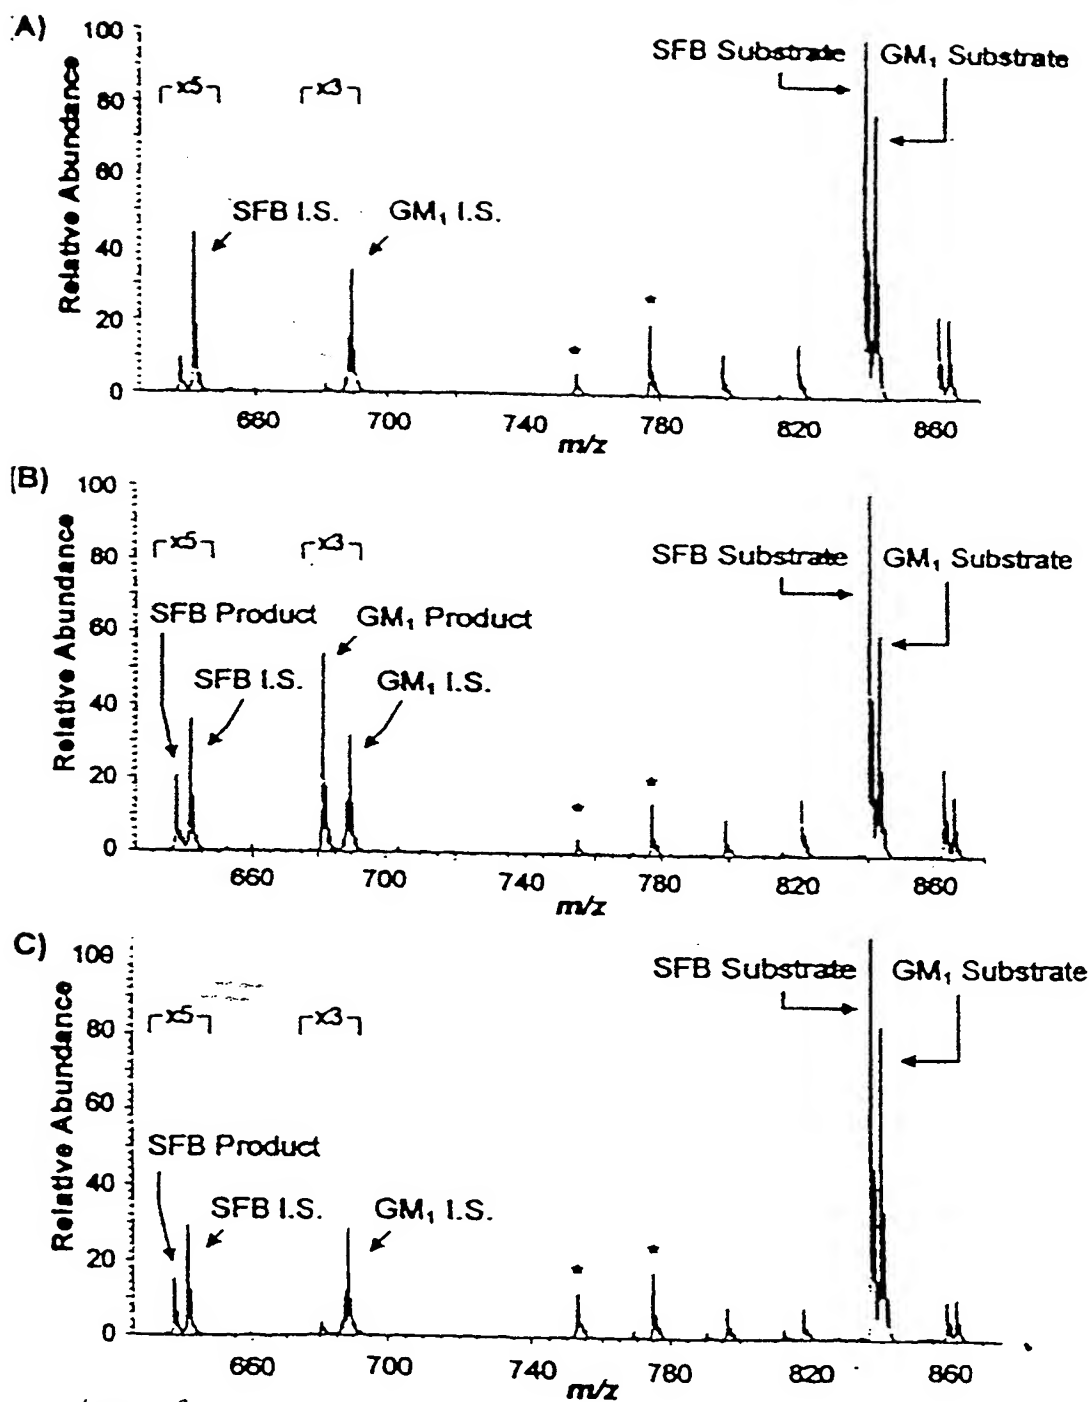 A)
100
80
60
40
20
0
Relative Abundance
x5
x3
SFB I.S.
GM₁ I.S.
SFB Substrate
GM₁ Substrate
*
*
660 700 740 780 820 860
m/z
B)
100
80
60
40
20
0
Relative Abundance
x5
x3
SFB Product
GM₁ Product
SFB I.S.
GM₁ I.S.
SFB Substrate
GM₁ Substrate
*
*
660 700 740 780 820 860
m/z
C)
100
80
60
40
20
0
Relative Abundance
x5
x3
SFB Product
SFB I.S.
GM₁ I.S.
SFB Substrate
GM₁ Substrate
*
*
660 700 740 780 820 860
m/z